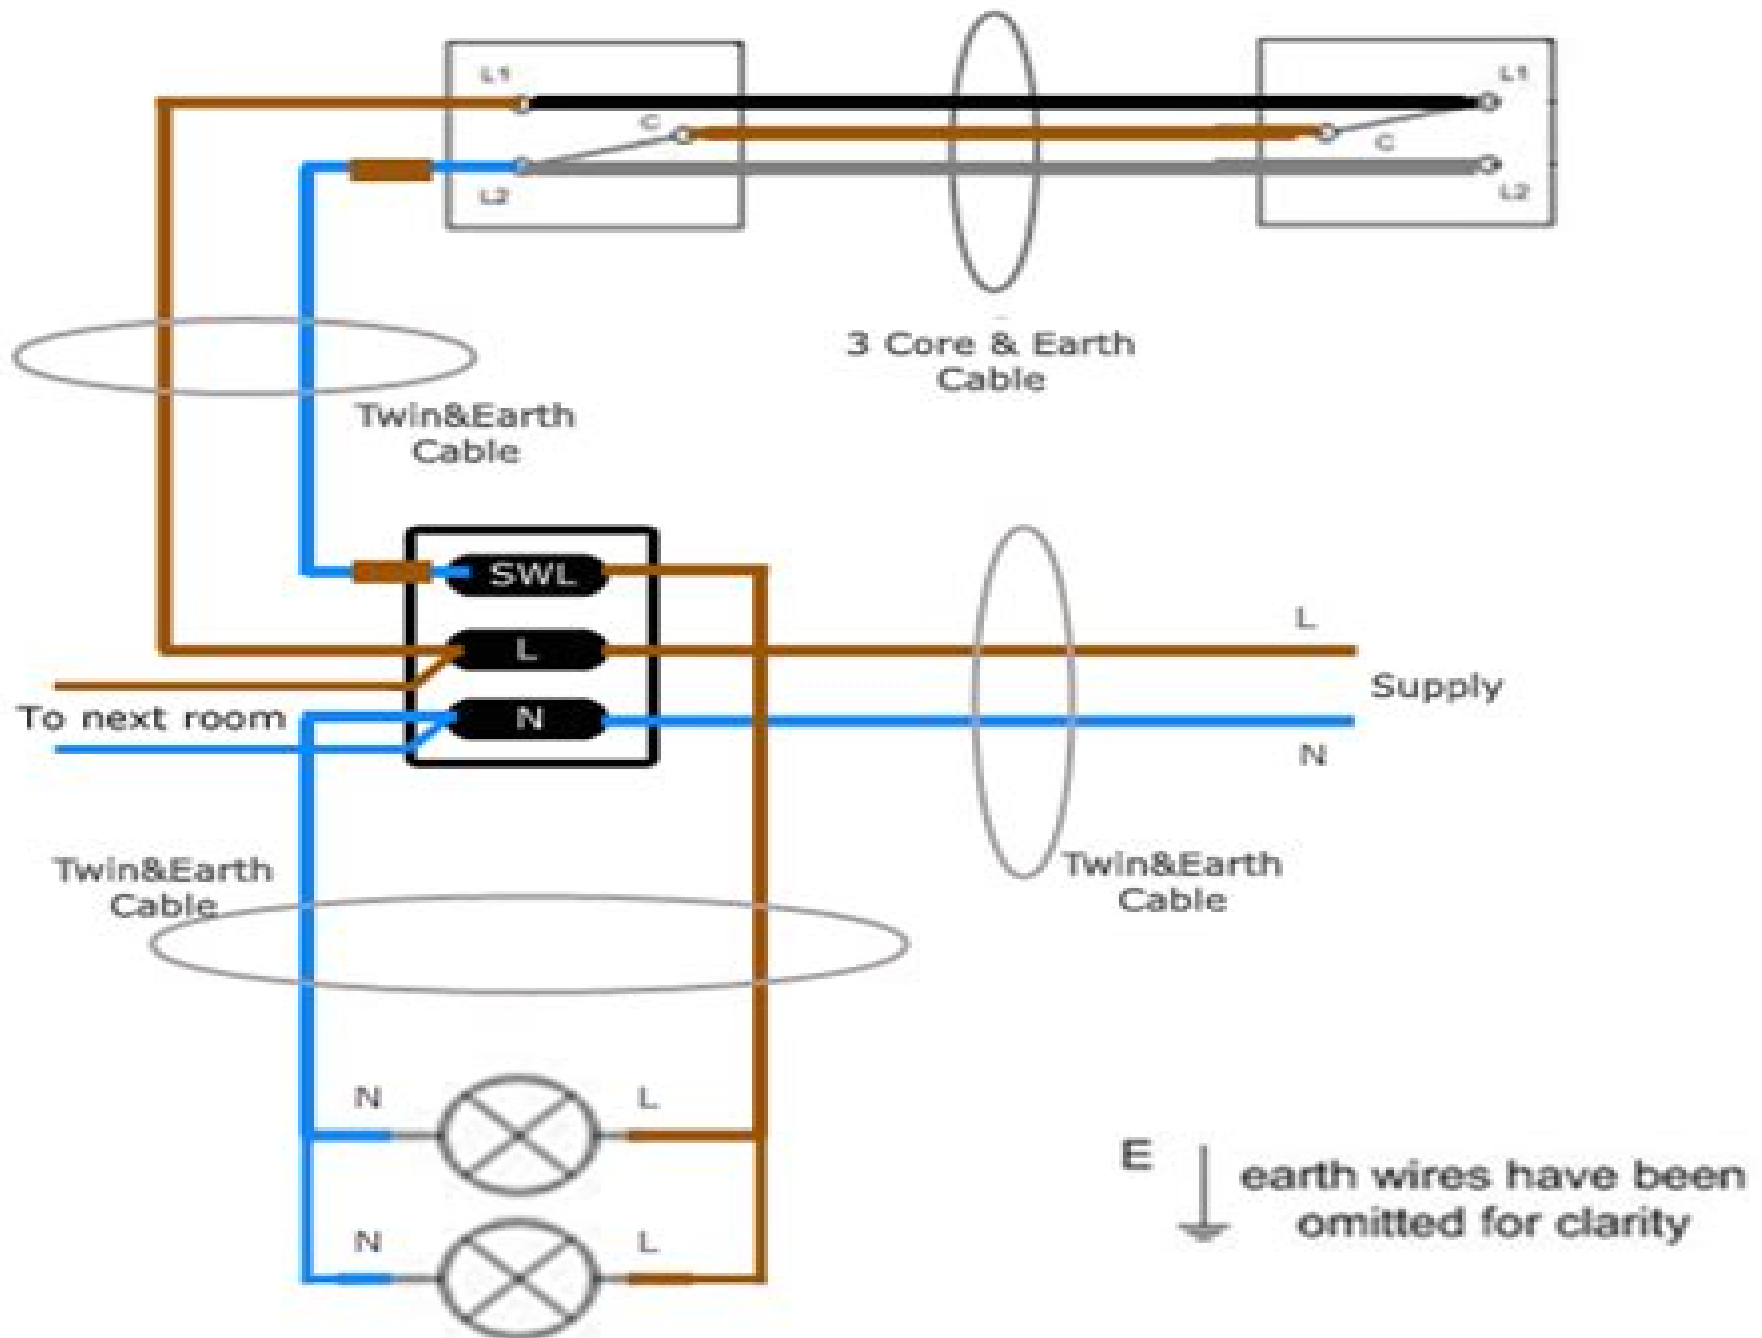 L1
L1
C
C
L2
L2
3 Core & Earth
Cable
Twin&Earth
Cable
SWL
L
L
Supply
To next room
N
N
Twin&Earth
Cable
Twin&Earth
Cable
N
L
E
earth wires have been
omitted for clarity
N
L